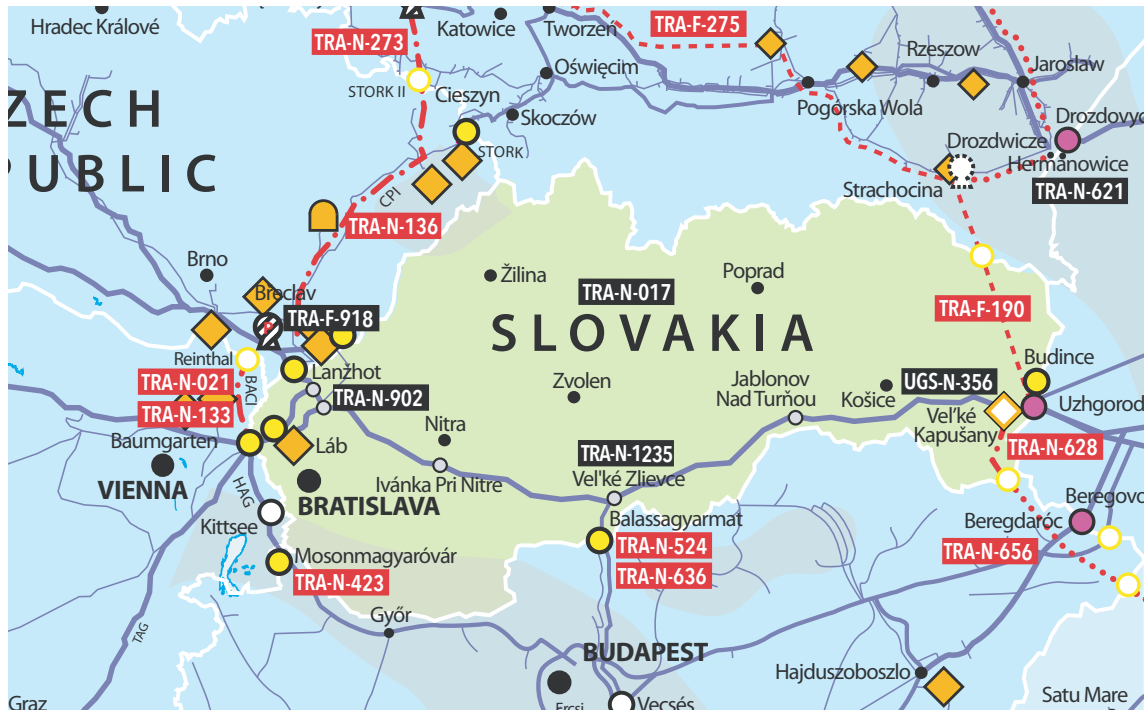 Hradec Králové
Katowice
Tworzeń
TRA-F-275
TRA-N-273
Rzeszow
Jaroslaw
Oświęcim
STORK II
Cieszyn
Pogórska Wola
Skoczów
Drozdovyc
Drozdwicze
STORK
Hermanowice
ZECH
PUBLIC
Strachocina
TRA-N-621
CPI
TRA-N-136
Brno
Žilina
Poprad
TRA-N-017
Břeclav
TRA-F-918
TRA-F-190
SLOVAKIA
Reinthal
Lanžhot
Budince
TRA-N-021
BACI
TRA-N-902
Zvolen
Jablonov
Nad Turňou
Košice
UGS-N-356
Uzhgorod
TRA-N-133
Nitra
Veľké
Kapušany
Baumgarten
Láb
TRA-N-1235
TRA-N-628
VIENNA
HAG
BRATISLAVA
Ivánka Pri Nitre
Veľké Zlievce
Beregovo
Kittsee
Balassagyarmat
Beregdaróc
Mosonmagyaróvár
TRA-N-524
TRA-N-656
TRA-N-423
TRA-N-636
Győr
TAG
BUDAPEST
Hajduszoboszlo
Graz
Ercsi
Vecsés
Satu Mare